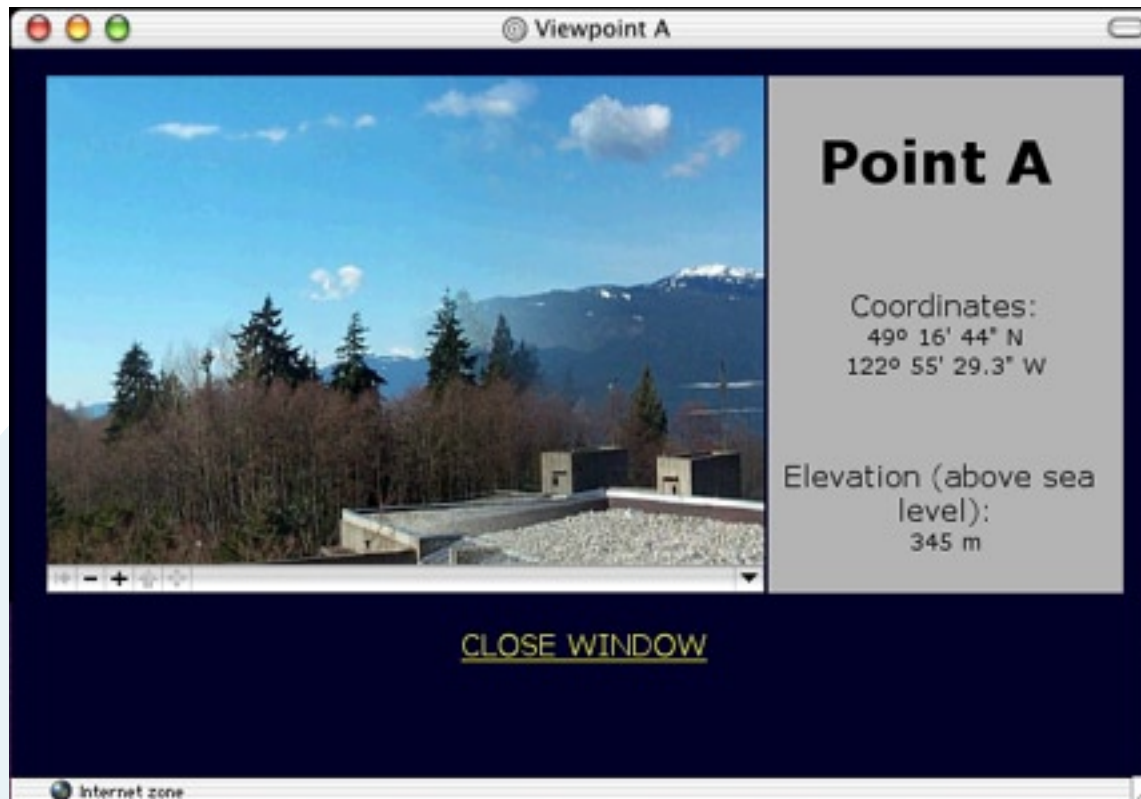 Viewpoint A
Point A
Coordinates:
49º 16' 44" N
122º 55' 29.3" W
Elevation (above sea
level):
345 m
CLOSE WINDOW
Internet zone